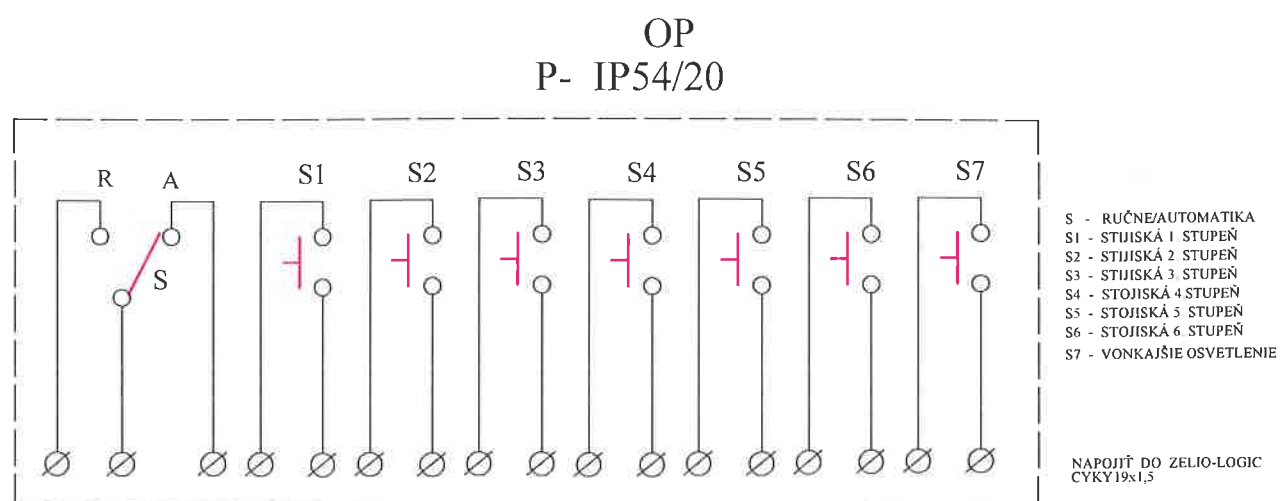 OP
P- IP54/20
R A S1 S2 S3 S4 S5 S6 S7
S
S - RUČNE/AUTOMATIKA
S1 - STIJISKÁ 1. STUPEŇ
S2 - STIJISKÁ 2. STUPEŇ
S3 - STIJISKÁ 3. STUPEŇ
S4 - STOJISKÁ 4.STUPEŇ
S5 - STOJISKÁ 5. STUPEŇ
S6 - STOJISKÁ 6. STUPEŇ
S7 - VONKAJŠIE OSVETLENIE
NAPOJIŤ DO ZELIO-LOGIC
CYKY19x1,5